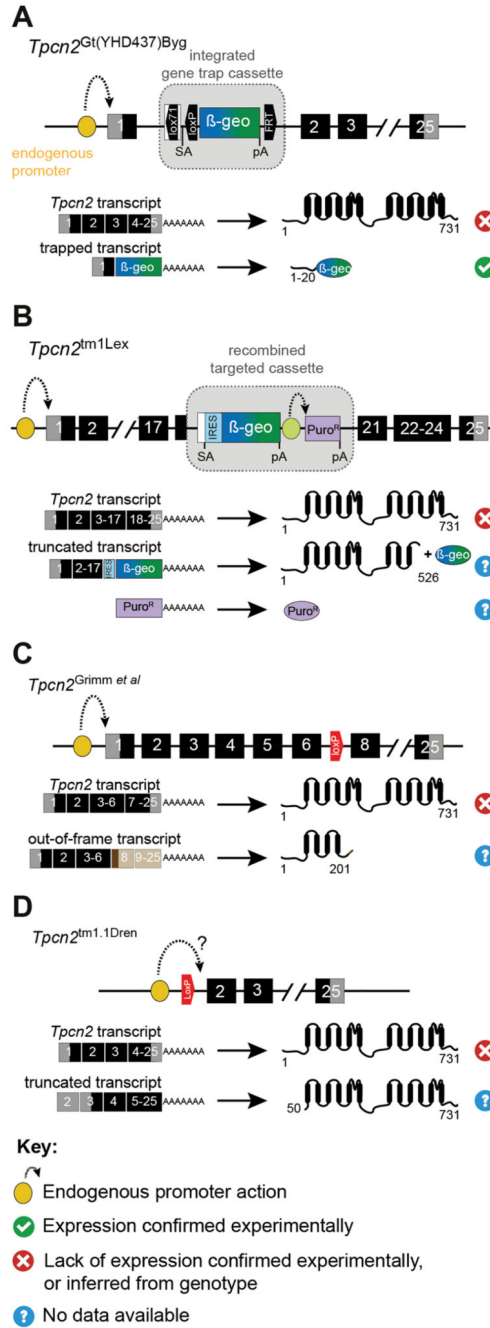 A
Tpcn2Gt(YHD437)Byg
integrated
gene trap cassette
lox71
loxP
ß-geo
FRT
1
2
3
25
SA
pA
endogenous
promoter
Tpcn2 transcript
1 2 3 4-25 AAAAAAA
1
731
trapped transcript
1 ß-geo AAAAAAA
1-20
ß-geo
B
Tpcn2tm1Lex
recombined
targeted cassette
1
2
17
IRES
ß-geo
PuroR
21
22-24
25
SA
pA
pA
Tpcn2 transcript
1 2 3-17 18-25 AAAAAAA
1
731
truncated transcript
1 2-17 IRES ß-geo AAAAAAA
1
526
+ ß-geo
PuroR AAAAAAA
PuroR
C
Tpcn2Grimm et al
1 2 3 4 5 6 loxP 8 25
Tpcn2 transcript
1 2 3-6 7-25 AAAAAAA
1
731
out-of-frame transcript
1 2 3-6 8 9-25 AAAAAAA
1
201
D
Tpcn2tm1.1Dren
?
LoxP
2 3 25
Tpcn2 transcript
1 2 3 4-25 AAAAAAA
1
731
truncated transcript
2 3 4 5-25 AAAAAAA
50
731
Key:
Endogenous promoter action
Expression confirmed experimentally
Lack of expression confirmed experimentally,
or inferred from genotype
? No data available